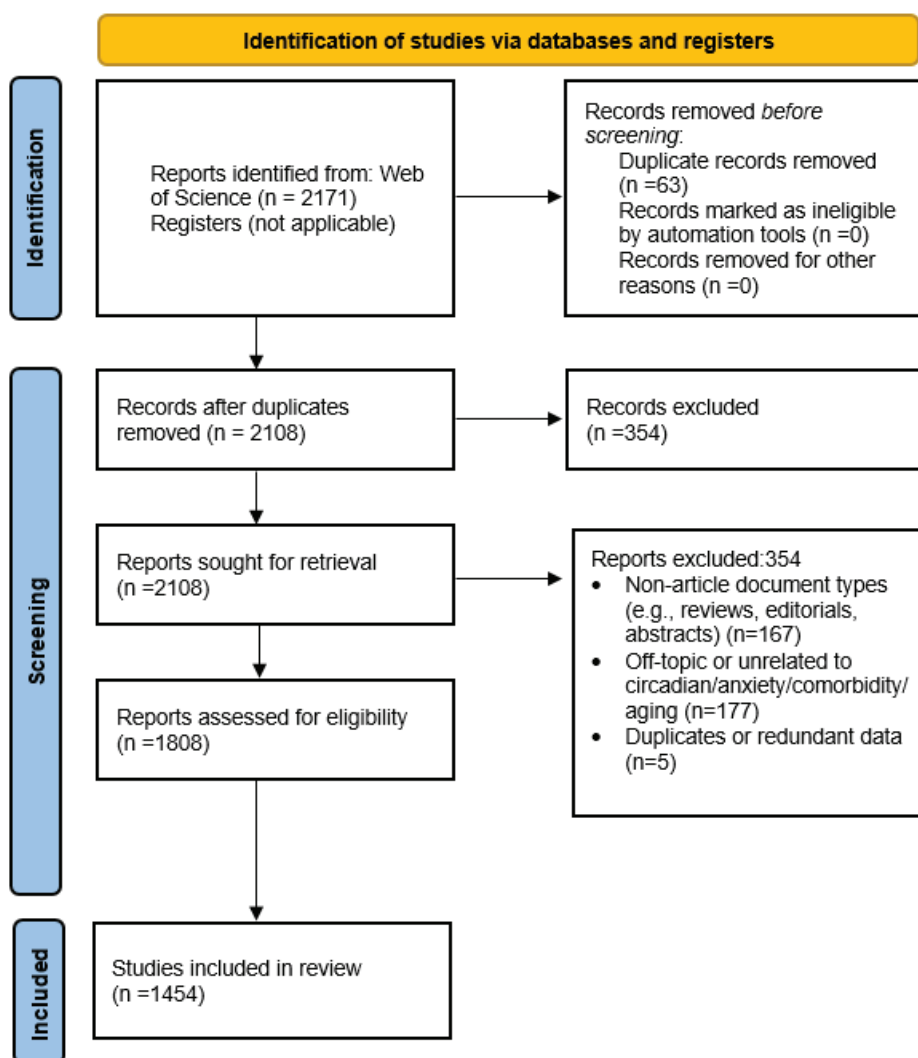 Identification of studies via databases and registers
Identification
Reports identified from: Web
of Science (n = 2171)
Registers (not applicable)
Records removed before
screening:
Duplicate records removed
(n =63)
Records marked as ineligible
by automation tools (n =0)
Records removed for other
reasons (n =0)
Screening
Records after duplicates
removed (n = 2108)
Records excluded
(n =354)
Reports sought for retrieval
(n =2108)
Reports excluded:354
• Non-article document types
(e.g., reviews, editorials,
abstracts) (n=167)
• Off-topic or unrelated to
circadian/anxiety/comorbidity/
aging (n=177)
• Duplicates or redundant data
(n=5)
Reports assessed for eligibility
(n =1808)
Included
Studies included in review
(n =1454)